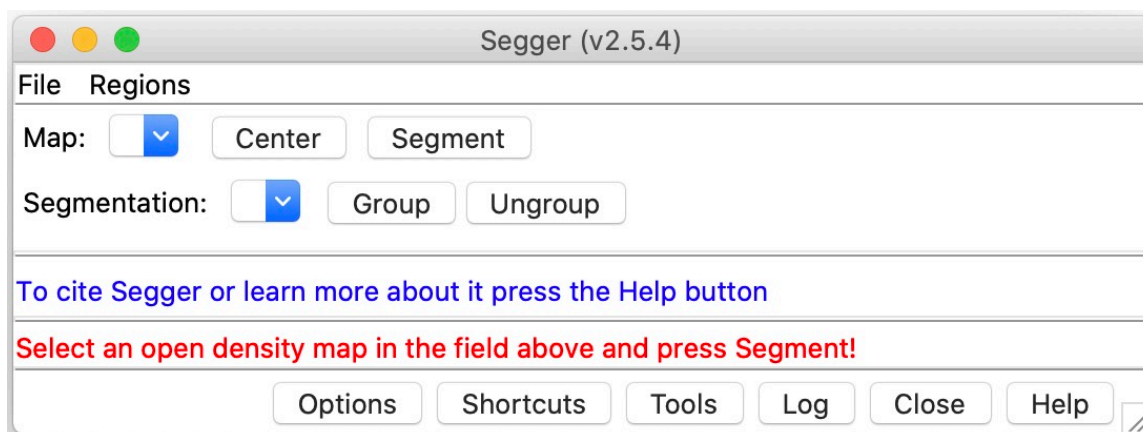 Segger (v2.5.4)
File Regions
Map: Center Segment
Segmentation: Group Ungroup
To cite Segger or learn more about it press the Help button
Select an open density map in the field above and press Segment!
Options Shortcuts Tools Log Close Help